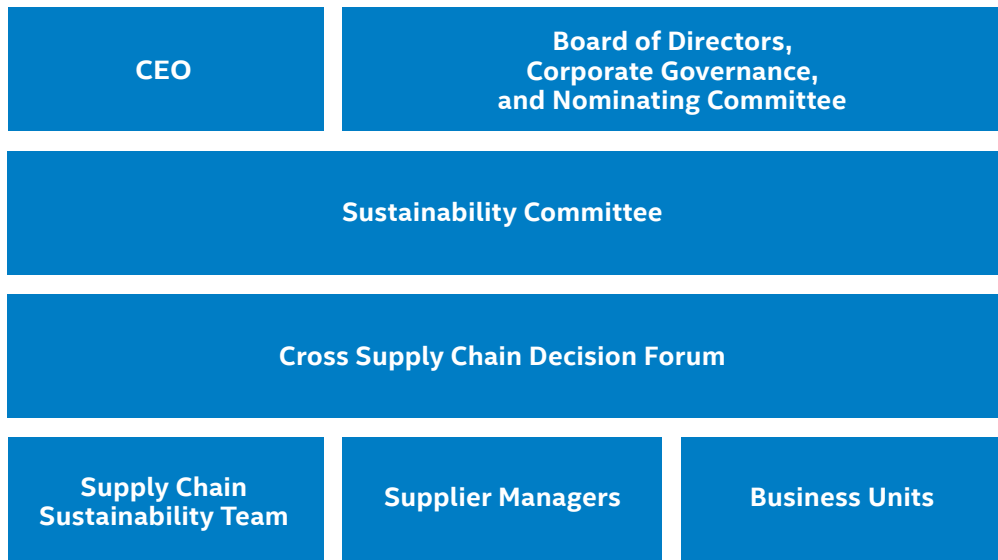 CEO
Board of Directors,
Corporate Governance,
and Nominating Committee
Sustainability Committee
Cross Supply Chain Decision Forum
Supply Chain
Sustainability Team
Supplier Managers
Business Units